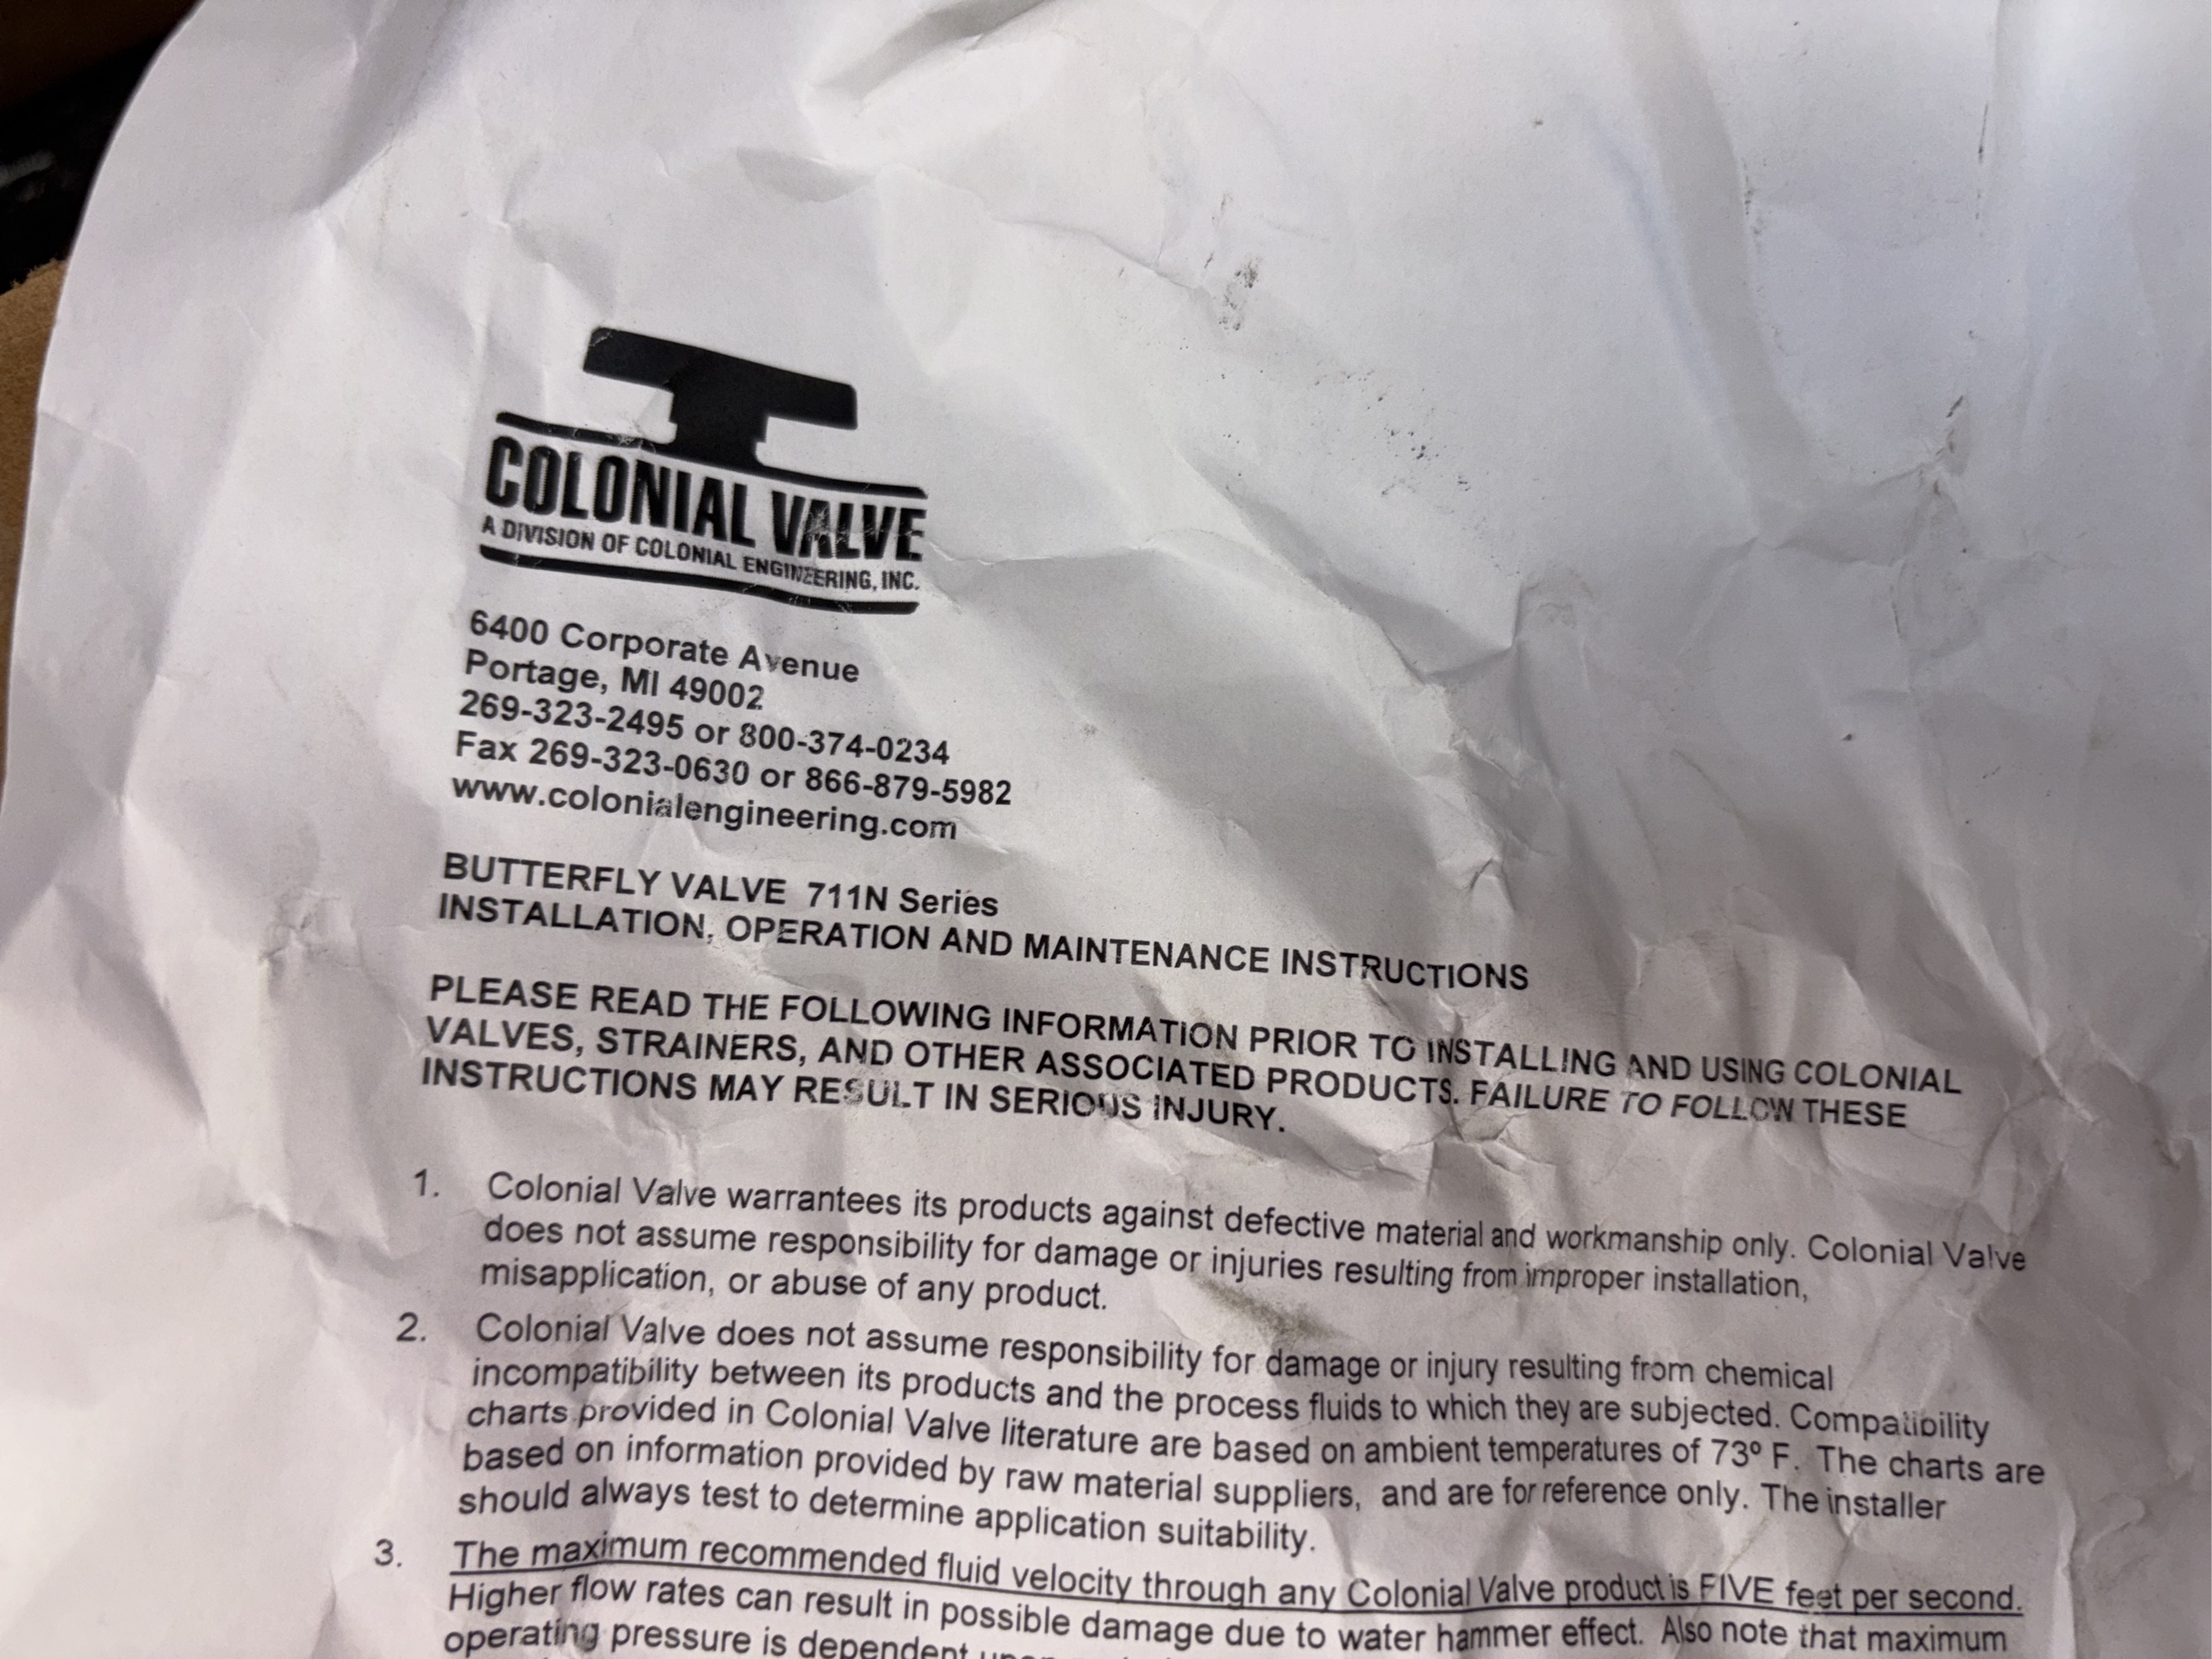 COLONIAL VALVE
A DIVISION OF COLONIAL ENGINEERING, INC.
6400 Corporate Avenue
Portage, MI 49002
269-323-2495 or 800-374-0234
Fax 269-323-0630 or 866-879-5982
www.colonialengineering.com
BUTTERFLY VALVE 711N Series
INSTALLATION, OPERATION AND MAINTENANCE INSTRUCTIONS
PLEASE READ THE FOLLOWING INFORMATION PRIOR TO INSTALLING AND USING COLONIAL
VALVES, STRAINERS, AND OTHER ASSOCIATED PRODUCTS. FAILURE TO FOLLOW THESE
INSTRUCTIONS MAY RESULT IN SERIOUS INJURY.
1. Colonial Valve warrantees its products against defective material and workmanship only. Colonial Valve
does not assume responsibility for damage or injuries resulting from improper installation,
misapplication, or abuse of any product.
2. Colonial Valve does not assume responsibility for damage or injury resulting from chemical
incompatibility between its products and the process fluids to which they are subjected. Compatibility
charts provided in Colonial Valve literature are based on ambient temperatures of 73º F. The charts are
based on information provided by raw material suppliers, and are for reference only. The installer
should always test to determine application suitability.
3. The maximum recommended fluid velocity through any Colonial Valve product is FIVE feet per second.
Higher flow rates can result in possible damage due to water hammer effect. Also note that maximum
operating pressure is dependent